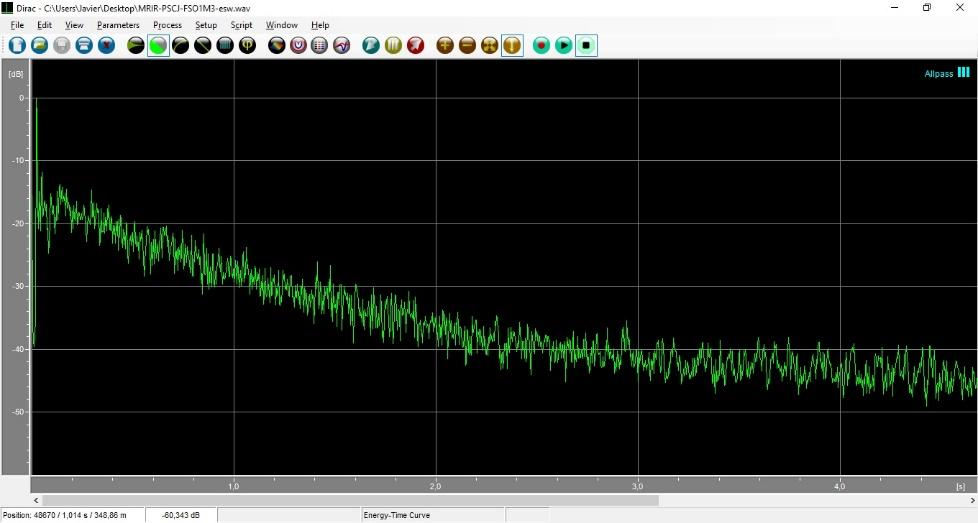 Dirac - C:\Users\Javier\Desktop\MRIR-PSCJ-FSO1M3-esw.wav
File Edit View Parameters Process Setup Script Window Help
[dB]
Allpass
0
-10
-20
-30
-40
-50
1,0 2,0 3,0 4,0 [s]
Position: 48670 / 1,014 s / 348,86 m -60,343 dB Energy-Time Curve